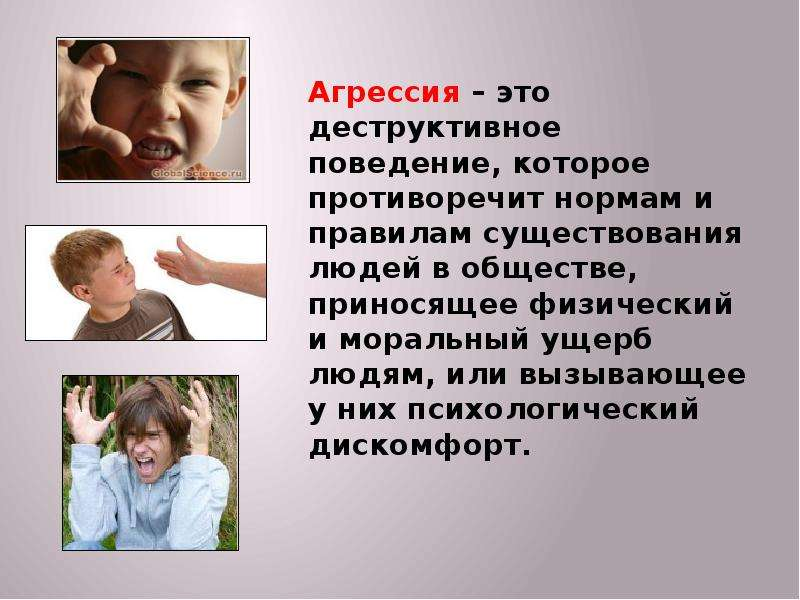 GlobalScience.ru
Агрессия – это
деструктивное
поведение, которое
противоречит нормам и
правилам существования
людей в обществе,
приносящее физический
и моральный ущерб
людям, или вызывающее
у них психологический
дискомфорт.